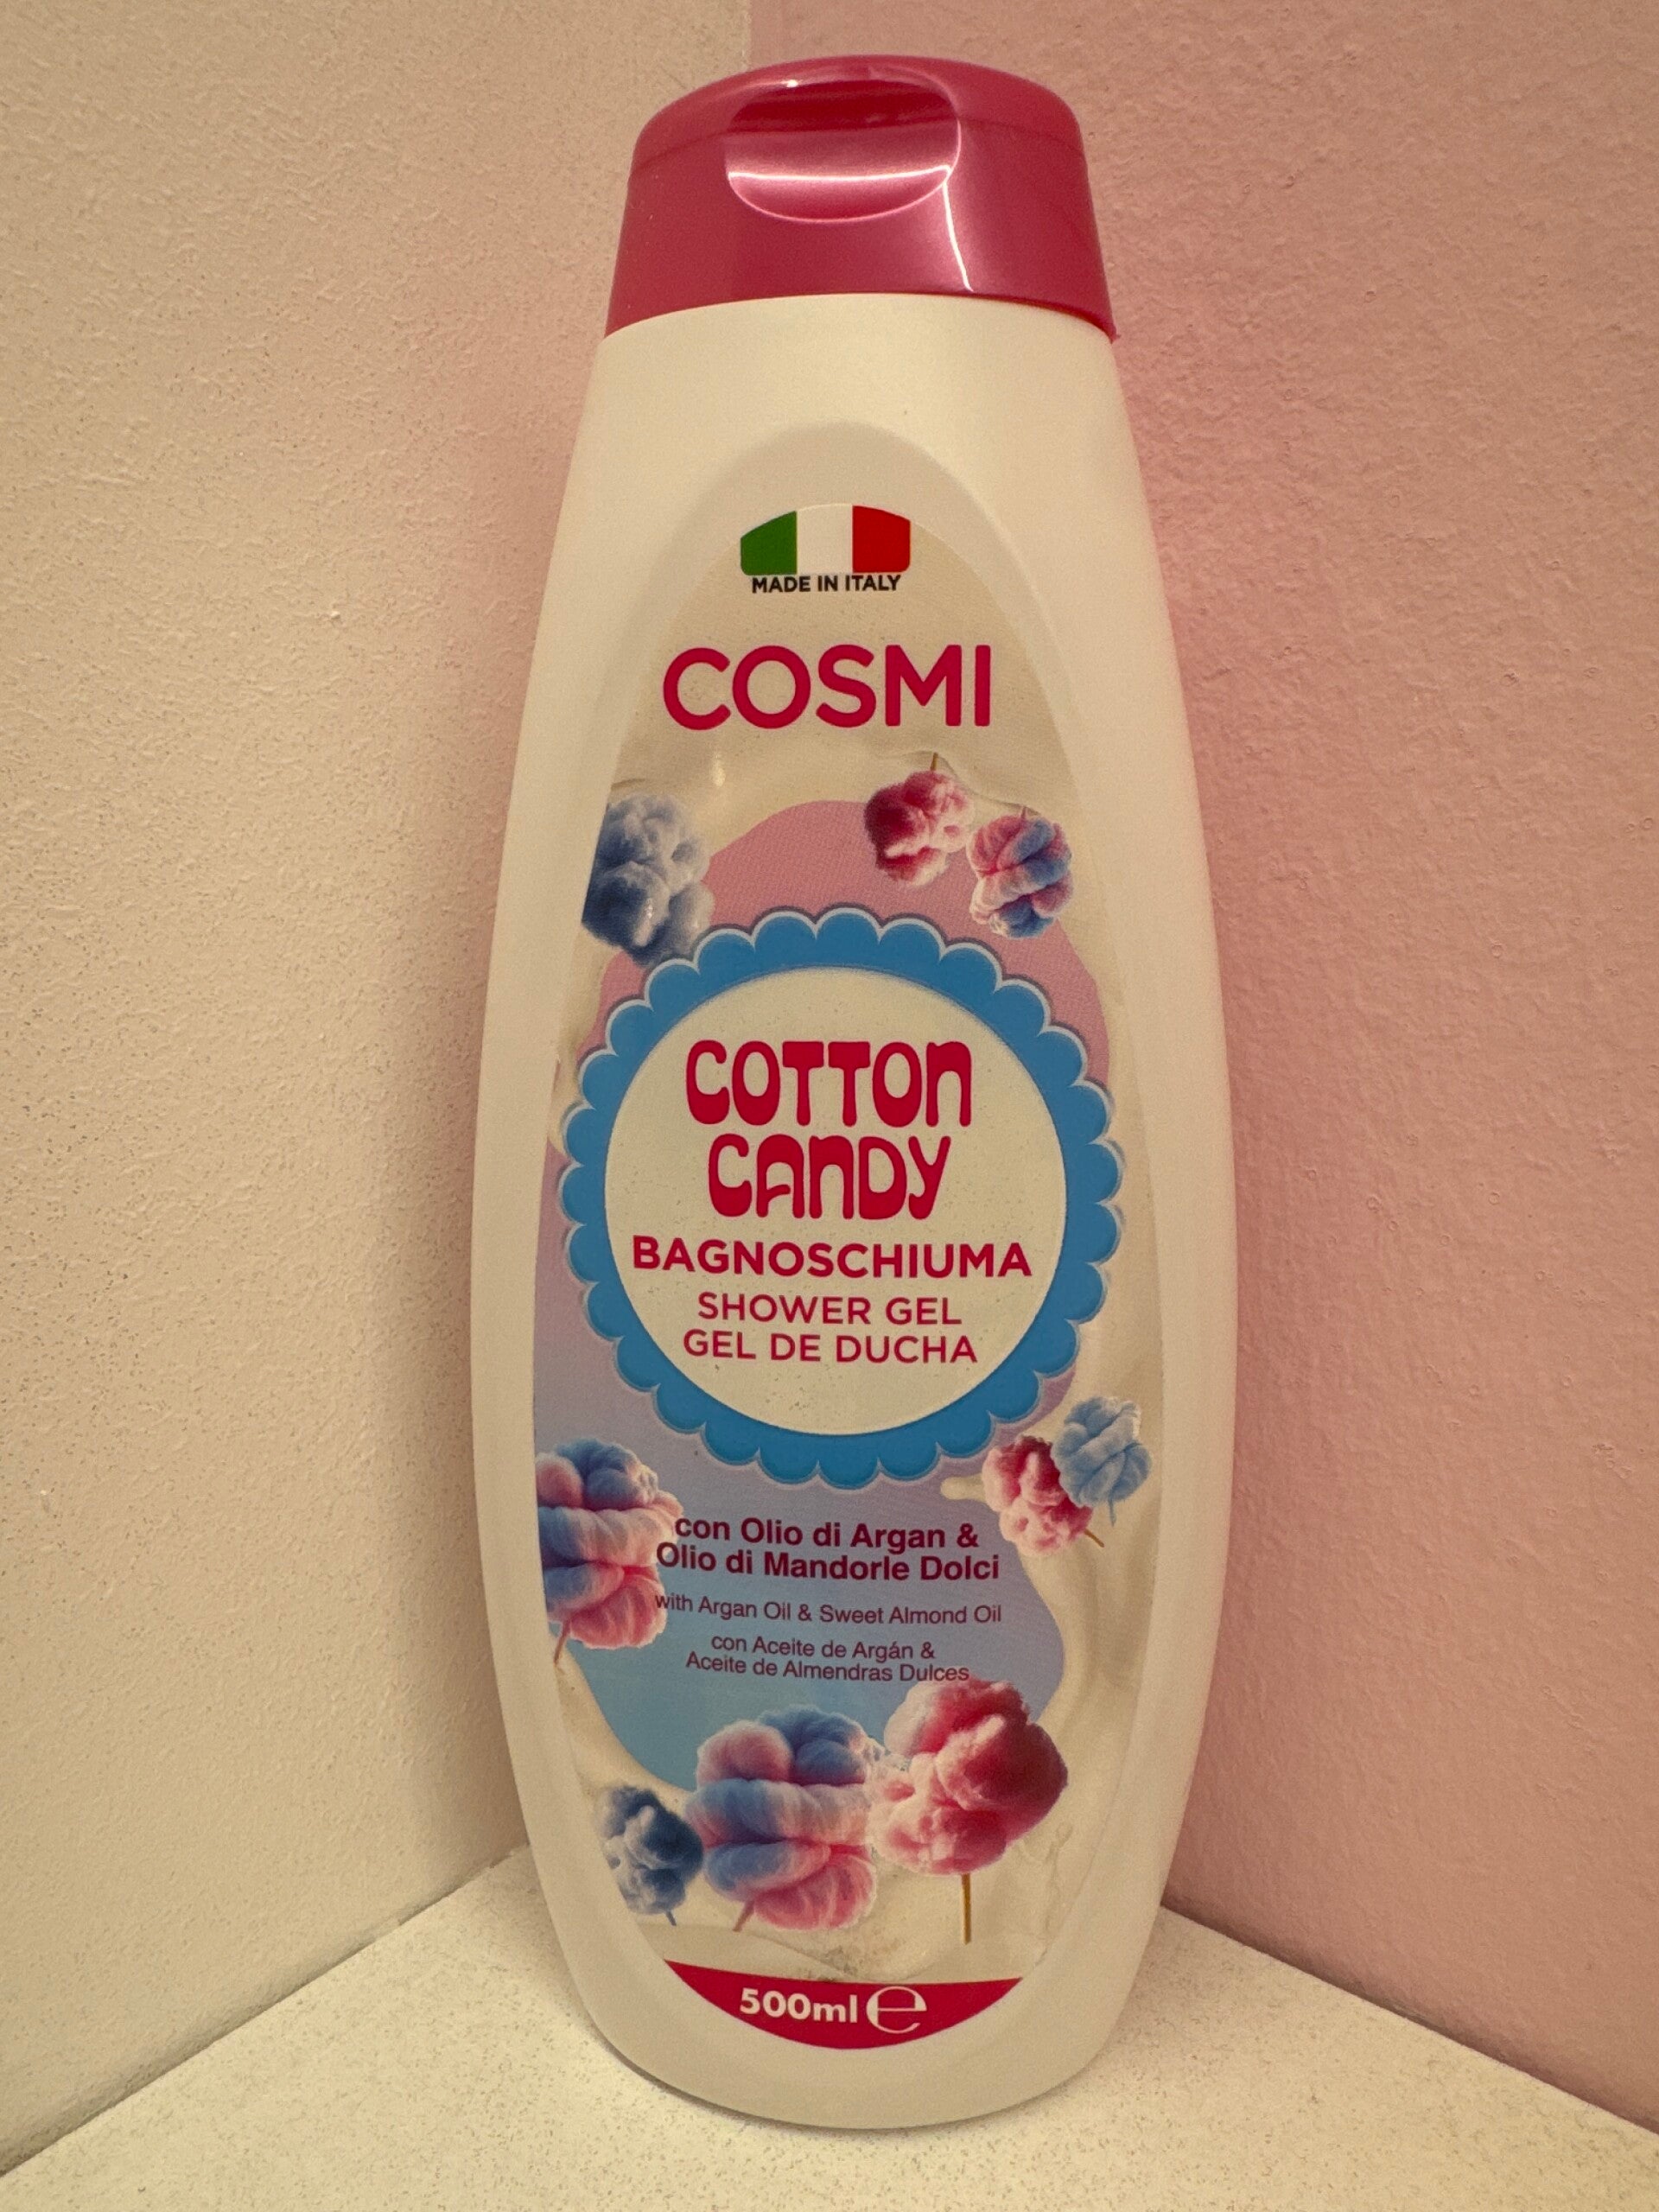 MADE IN ITALY
COSMI
COTTON
CANDY
BAGNOSCHIUMA
SHOWER GEL
GEL DE DUCHA
con Olio di Argan &
Olio di Mandorle Dolci
with Argan Oil & Sweet Almond Oil
con Aceite de Argán &
Aceite de Almendras Dulces
500ml ℮